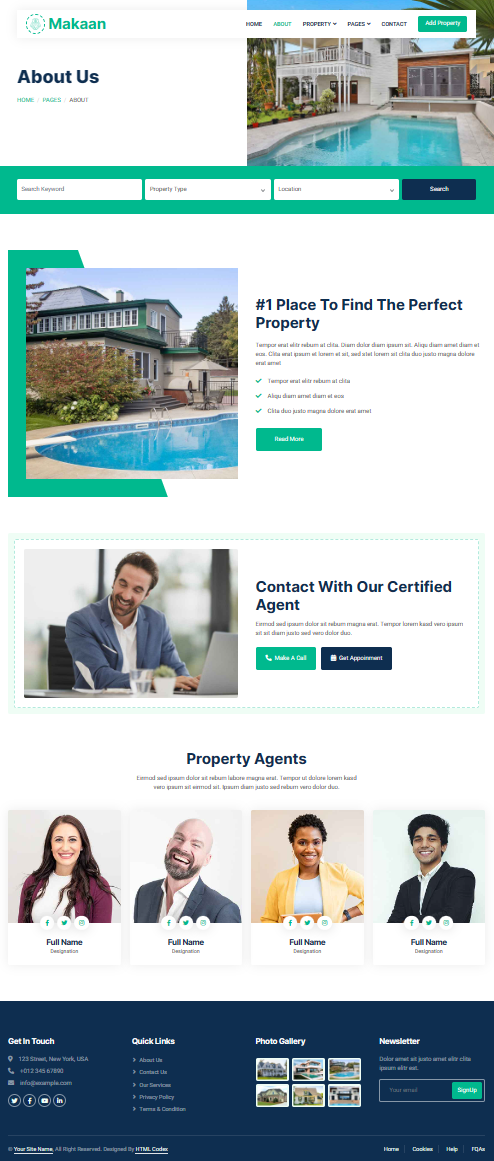 Makaan
HOME ABOUT PROPERTY PAGES CONTACT Add Property
About Us
HOME / PAGES / ABOUT
Search Keyword Property Type Location Search
#1 Place To Find The Perfect
Property
Tempor erat elitr rebum at clita. Diam dolor diam ipsum sit. Aliqu diam amet diam et
eos. Clita erat ipsum et lorem et sit, sed stet lorem sit clita duo justo magna dolore
erat amet
Tempor erat elitr rebum at clita
Aliqu diam amet diam et eos
Clita duo justo magna dolore erat amet
Read More
Contact With Our Certified
Agent
Eirmod sed ipsum dolor sit rebum magna erat. Tempor lorem kasd vero ipsum
sit sit diam justo sed vero dolor duo.
Make A Call Get Appoinment
Property Agents
Eirmod sed ipsum dolor sit rebum labore magna erat. Tempor ut dolore lorem kasd
vero ipsum sit eirmod sit. Ipsum diam justo sed rebum vero dolor duo.
Full Name
Designation
Full Name
Designation
Full Name
Designation
Full Name
Designation
Get In Touch
123 Street, New York, USA
+012 345 67890
info@example.com
Quick Links
About Us
Contact Us
Our Services
Privacy Policy
Terms & Condition
Photo Gallery
Newsletter
Dolor amet sit justo amet elitr clita
ipsum elitr est.
Your email SignUp
© Your Site Name, All Right Reserved. Designed By HTML Codex
Home Cookies Help FQAs